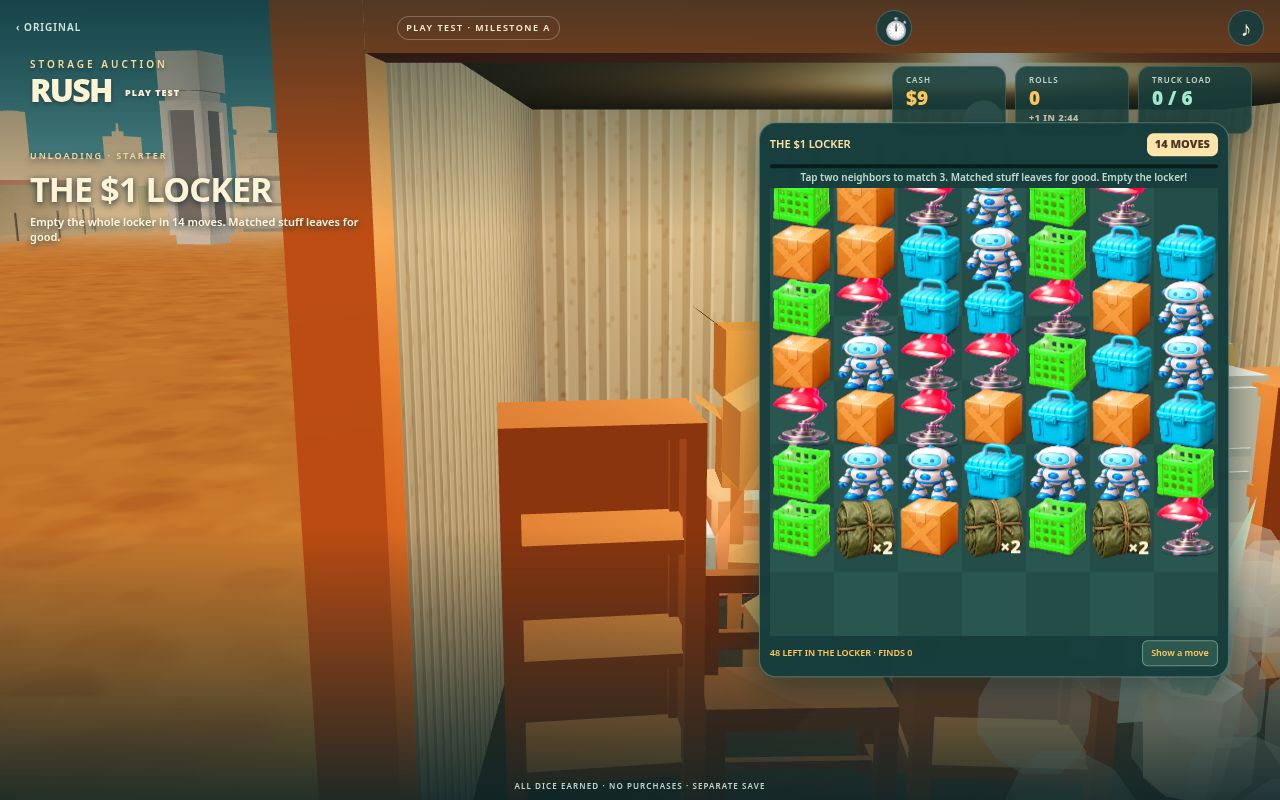 ‹ ORIGINAL
PLAY TEST · MILESTONE A
STORAGE AUCTION
RUSH PLAY TEST
CASH
$9
ROLLS
0
+1 IN 2:44
TRUCK LOAD
0 / 6
UNLOADING · STARTER
THE $1 LOCKER
Empty the whole locker in 14 moves. Matched stuff leaves for
good.
THE $1 LOCKER
14 MOVES
Tap two neighbors to match 3. Matched stuff leaves for good. Empty the locker!
×2
×2
×2
48 LEFT IN THE LOCKER · FINDS 0
Show a move
ALL DICE EARNED · NO PURCHASES · SEPARATE SAVE